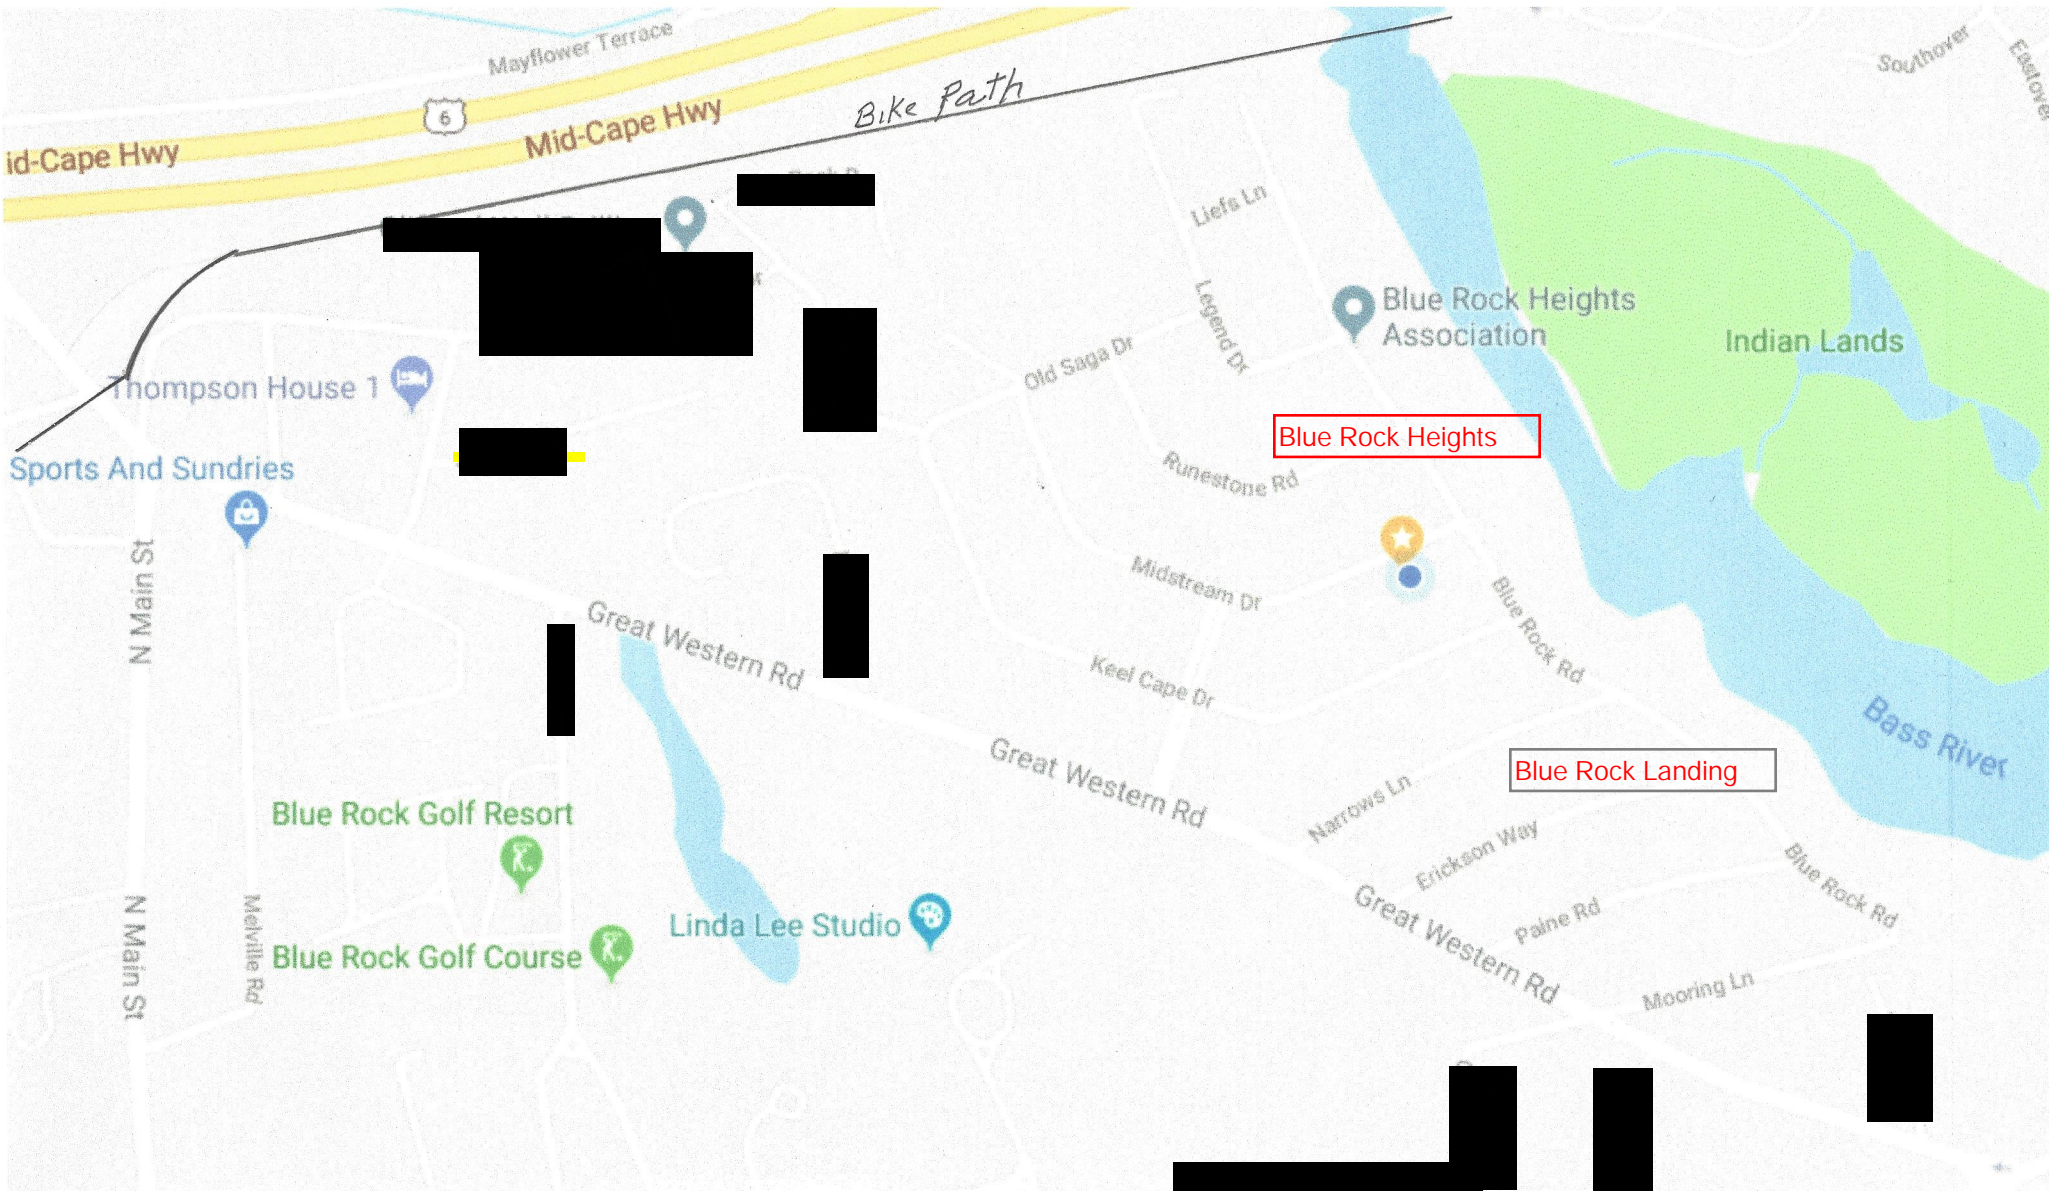 Mayflower Terrace
Southover
Eastover
6
Bike Path
Mid-Cape Hwy
id-Cape Hwy
Liefs Ln
Legend Dr
Blue Rock Heights
Association
Indian Lands
Old Saga Dr
Thompson House 1
Blue Rock Heights
Sports And Sundries
Runestone Rd
N Main St
Midstream Dr
Blue Rock Rd
Great Western Rd
Keel Cape Dr
Bass River
Great Western Rd
Blue Rock Landing
Narrows Ln
Blue Rock Golf Resort
Erickson Way
Blue Rock Rd
Great Western Rd
Paine Rd
Linda Lee Studio
N Main St
Melville Rd
Blue Rock Golf Course
Mooring Ln